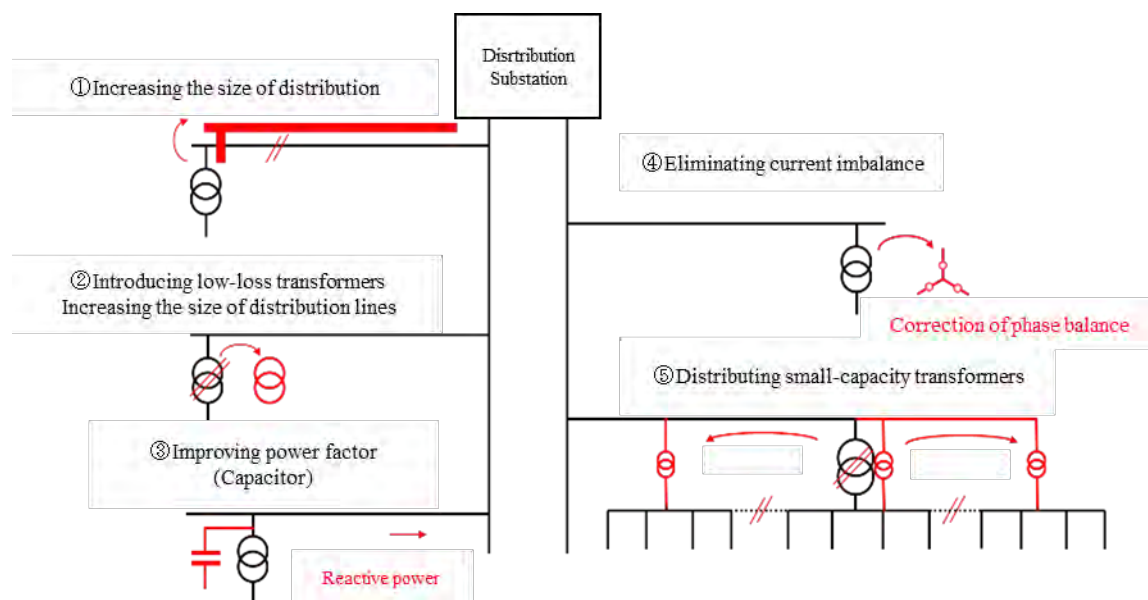 Disrtribution
Substation
①Increasing the size of distribution
④Eliminating current imbalance
②Introducing low-loss transformers
Increasing the size of distribution lines
Correction of phase balance
⑤Distributing small-capacity transformers
③Improving power factor
(Capacitor)
Reactive power